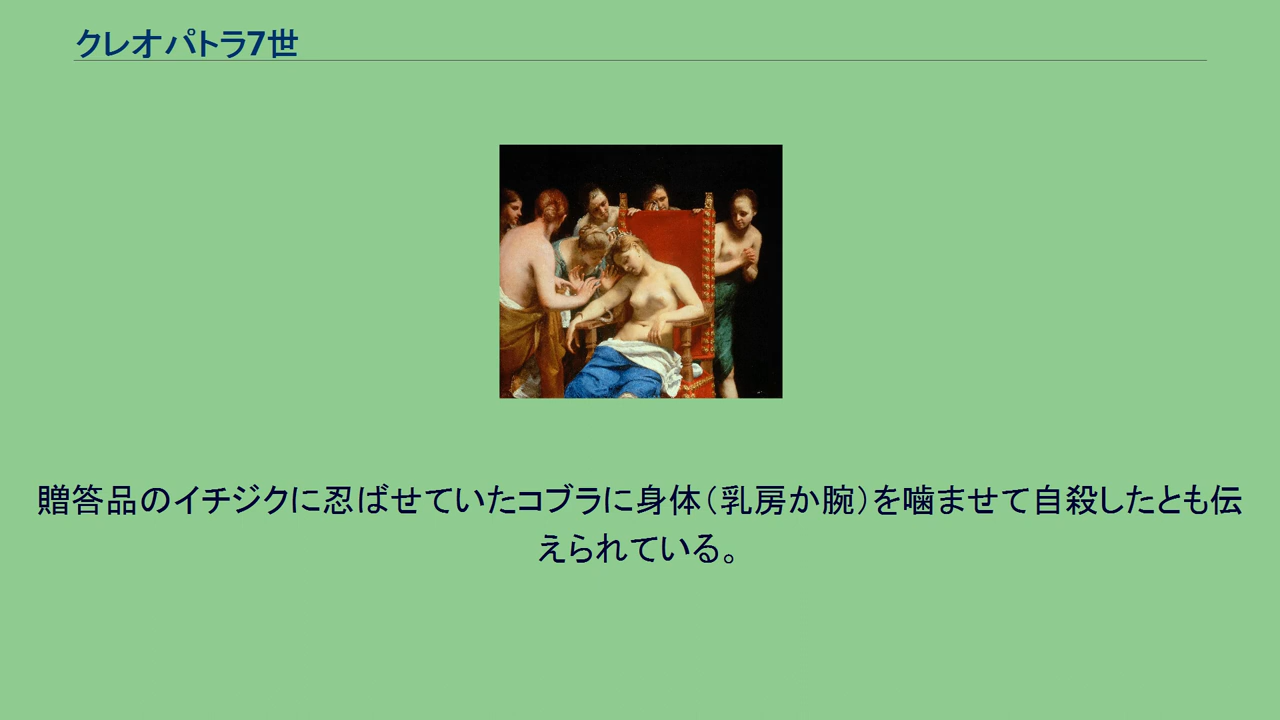 クレオパトラ7世
贈答品のイチジクに忍ばせていたコブラに身体（乳房か腕）を噛ませて自殺したとも伝
えられている。